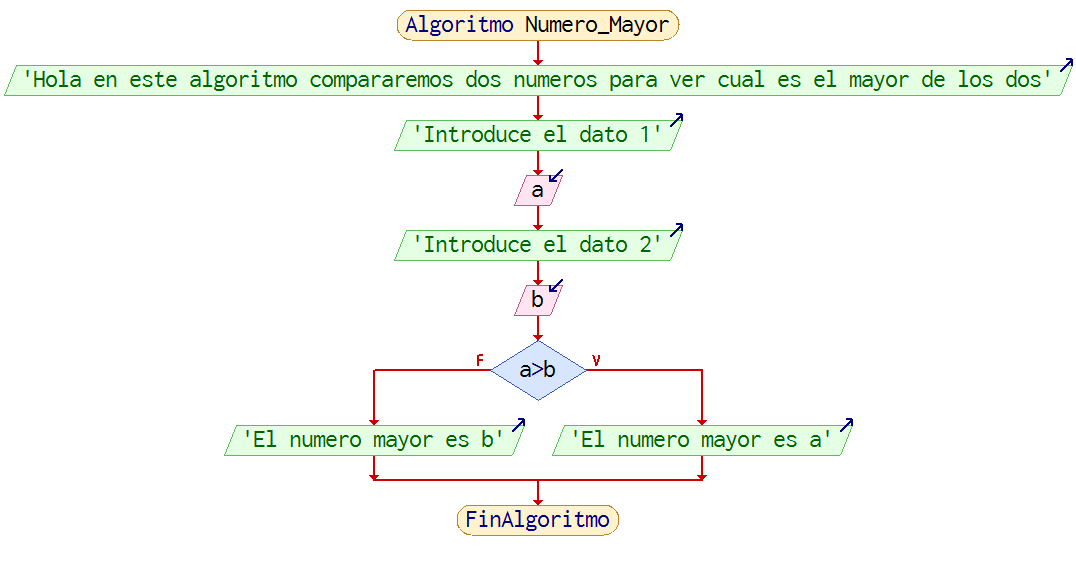 Algoritmo Numero_Mayor
'Hola en este algoritmo compararemos dos numeros para ver cual es el mayor de los dos'
'Introduce el dato 1'
a
'Introduce el dato 2'
b
F
V
a>b
'El numero mayor es b'
'El numero mayor es a'
FinAlgoritmo